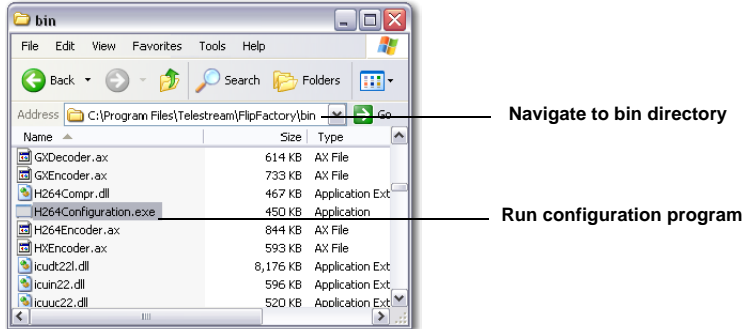 bin
File Edit View Favorites Tools Help
Back Search Folders
Address C:\Program Files\Telestream\FlipFactory\bin Go
Navigate to bin directory
Name Size Type
GXDecoder.ax 614 KB AX File
GXEncoder.ax 733 KB AX File
H264Compr.dll 467 KB Application Ext
H264Configuration.exe 450 KB Application
Run configuration program
H264Encoder.ax 844 KB AX File
HXEncoder.ax 593 KB AX File
icudt22l.dll 8,176 KB Application Ext
icuin22.dll 596 KB Application Ext
icuuc22.dll 520 KB Application Ext